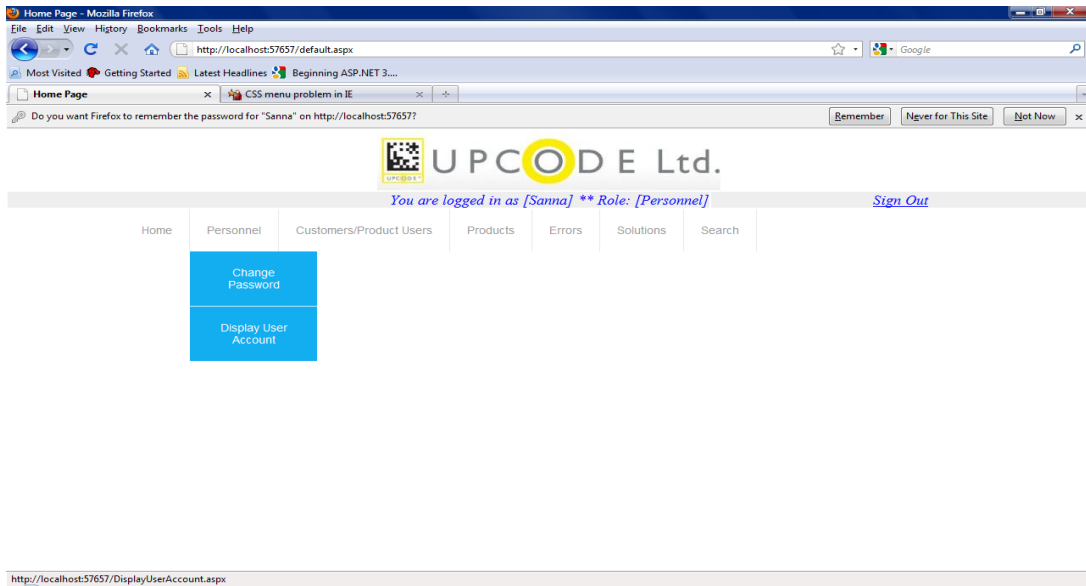 Home Page - Mozilla Firefox
File Edit View History Bookmarks Tools Help
http://localhost:57657/default.aspx
Google
Most Visited Getting Started Latest Headlines Beginning ASP.NET 3....
Home Page CSS menu problem in IE
Do you want Firefox to remember the password for "Sanna" on http://localhost:57657? Remember Never for This Site Not Now
UPCODE Ltd.
UPCODE
You are logged in as [Sanna] ** Role: [Personnel] Sign Out
Home Personnel Customers/Product Users Products Errors Solutions Search
Change
Password
Display User
Account
http://localhost:57657/DisplayUserAccount.aspx